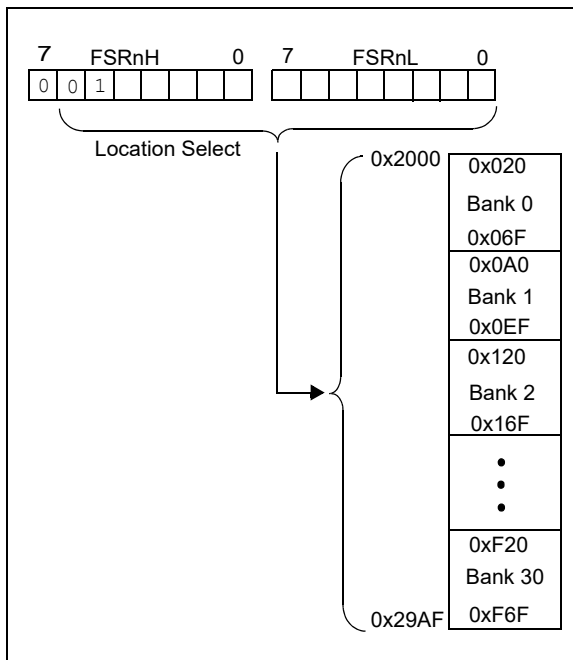 7 FSRnH 0 7 FSRnL 0
0 0 1
Location Select
0x2000
0x020
Bank 0
0x06F
0x0A0
Bank 1
0x0EF
0x120
Bank 2
0x16F
0xF20
Bank 30
0x29AF
0xF6F